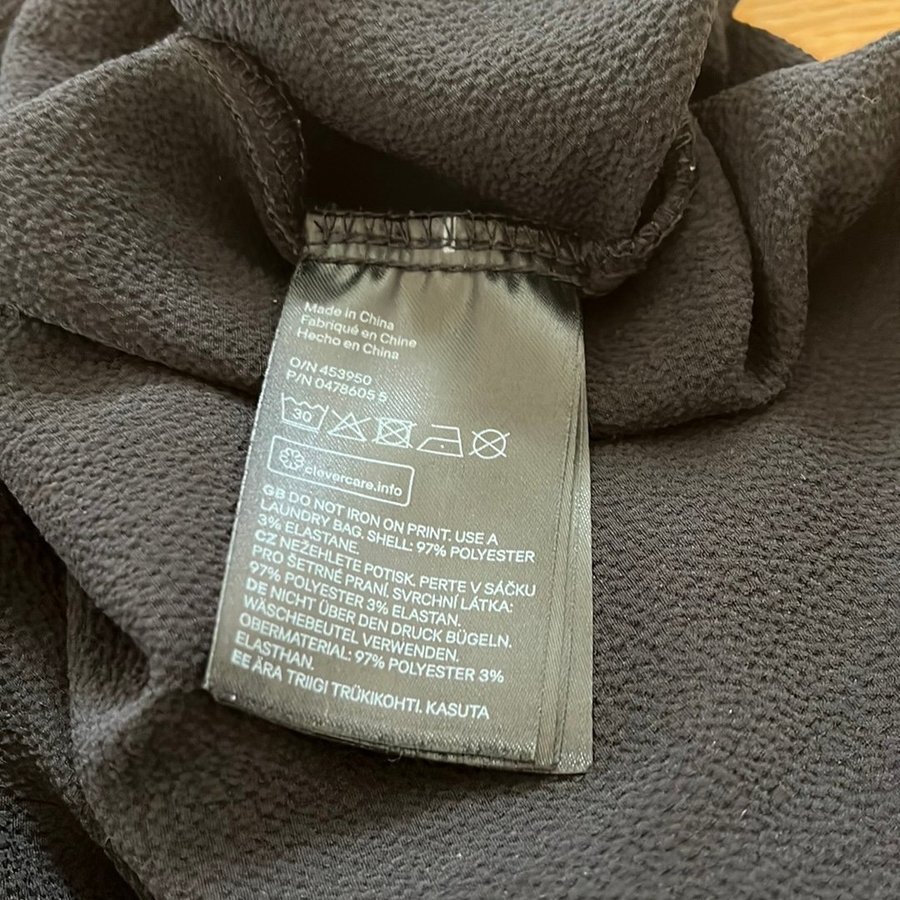 Made in China
Fabriqué en Chine
Hecho en China
O/N 453950
P/N 0478605 5
30
clevercare.info
GB DO NOT IRON ON PRINT. USE A
LAUNDRY BAG. SHELL: 97% POLYESTER
3% ELASTANE.
CZ NEŽEHLETE POTISK. PERTE V SÁČKU
PRO ŠETRNÉ PRANÍ. SVRCHNÍ LÁTKA:
97% POLYESTER 3% ELASTAN.
DE NICHT ÜBER DEN DRUCK BÜGELN.
WÄSCHEBEUTEL VERWENDEN.
OBERMATERIAL: 97% POLYESTER 3%
ELASTHAN.
EE ÄRA TRIIGI TRÜKIKOHTI. KASUTA